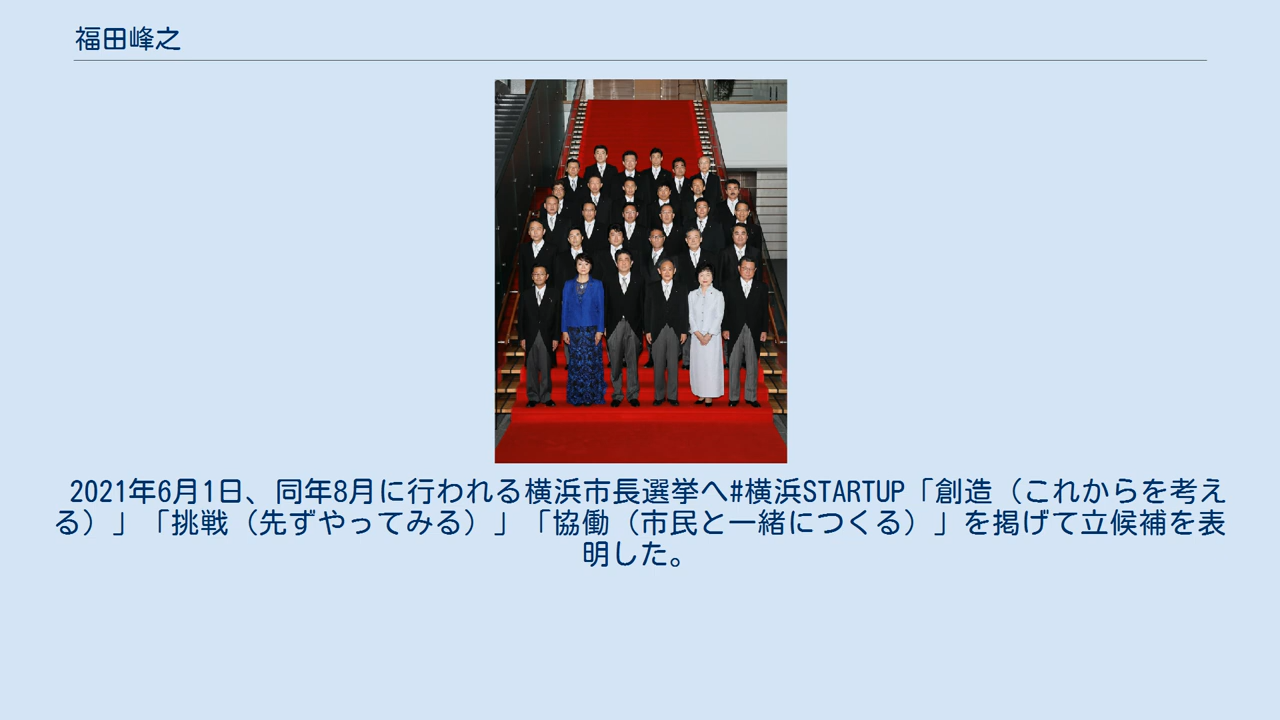 福田峰之
2021年6月1日、同年8月に行われる横浜市長選挙へ#横浜STARTUP「創造（これからを考え
る）」「挑戦（先ずやってみる）」「協働（市民と一緒につくる）」を掲げて立候補を表
明した。